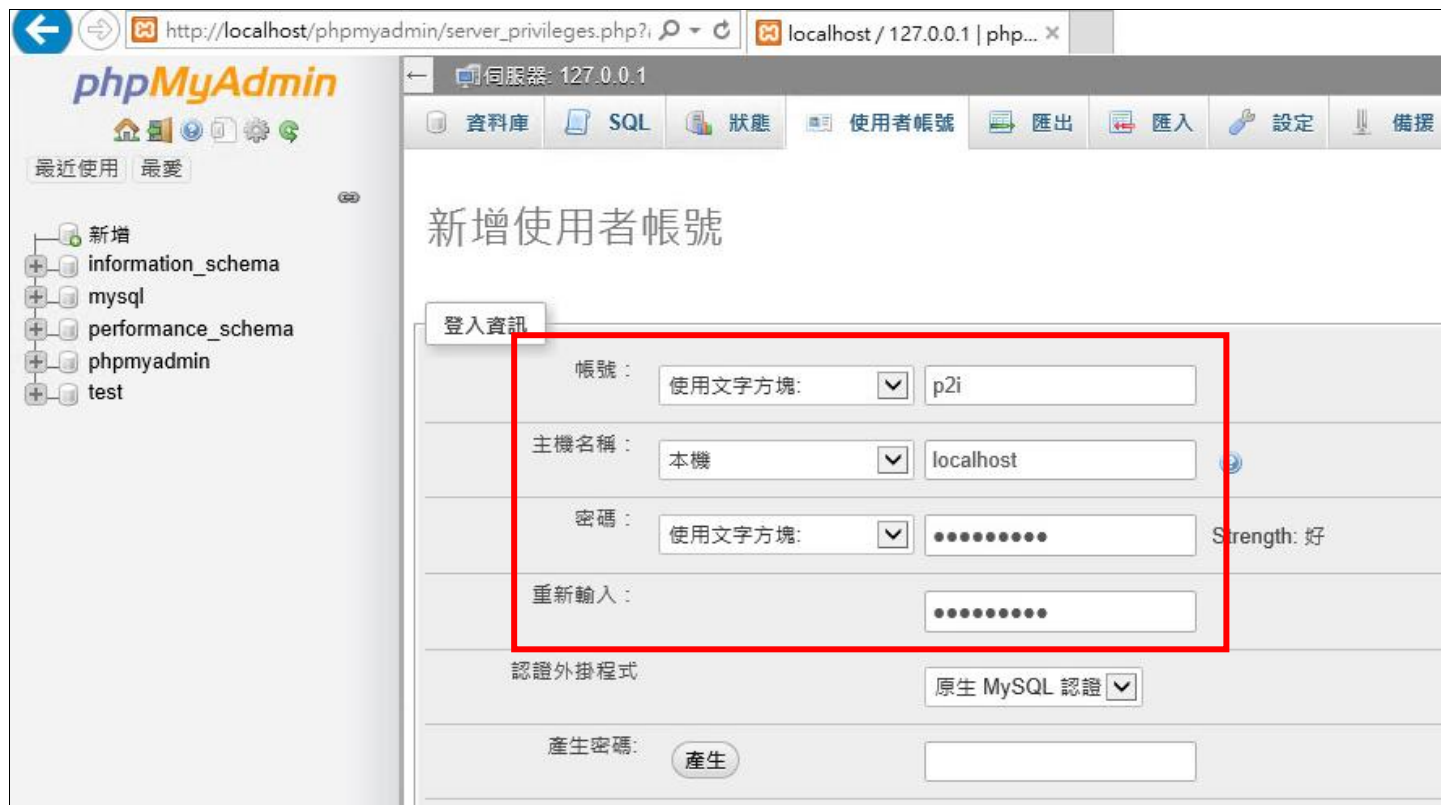 http://localhost/phpmyadmin/server_privileges.php?
localhost / 127.0.0.1 | php...
phpMyAdmin
最近使用 最愛
新增
information_schema
mysql
performance_schema
phpmyadmin
test
伺服器: 127.0.0.1
資料庫 SQL 狀態 使用者帳號 匯出 匯入 設定 備援
新增使用者帳號
登入資訊
帳號： 使用文字方塊: p2i
主機名稱： 本機 localhost
密碼： 使用文字方塊: ●●●●●●●●● Strength: 好
重新輸入： ●●●●●●●●●
認證外掛程式 原生 MySQL 認證
產生密碼: 產生